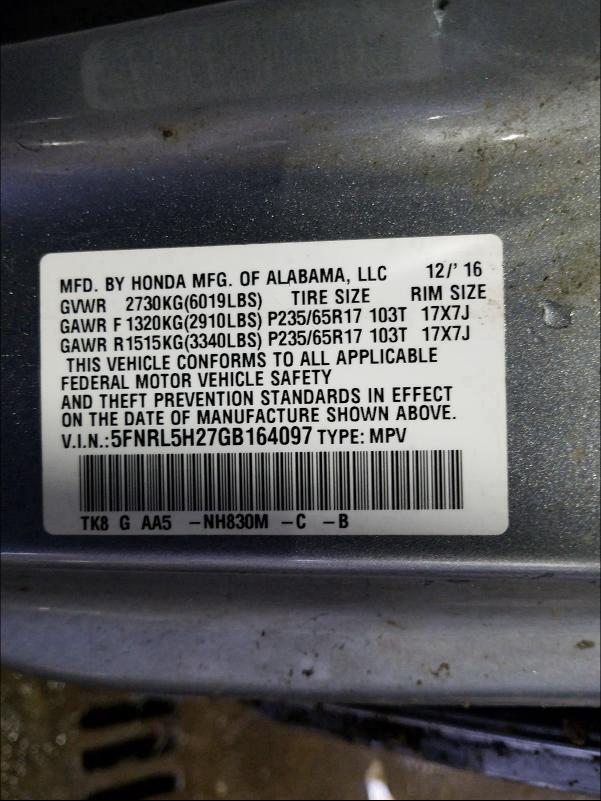 MFD. BY HONDA MFG. OF ALABAMA, LLC 12/' 16
GVWR 2730KG(6019LBS) TIRE SIZE RIM SIZE
GAWR F 1320KG(2910LBS) P235/65R17 103T 17X7J
GAWR R1515KG(3340LBS) P235/65R17 103T 17X7J
THIS VEHICLE CONFORMS TO ALL APPLICABLE
FEDERAL MOTOR VEHICLE SAFETY
AND THEFT PREVENTION STANDARDS IN EFFECT
ON THE DATE OF MANUFACTURE SHOWN ABOVE.
V.I.N.:5FNRL5H27GB164097 TYPE: MPV
TK8 G AA5 -NH830M -C -B